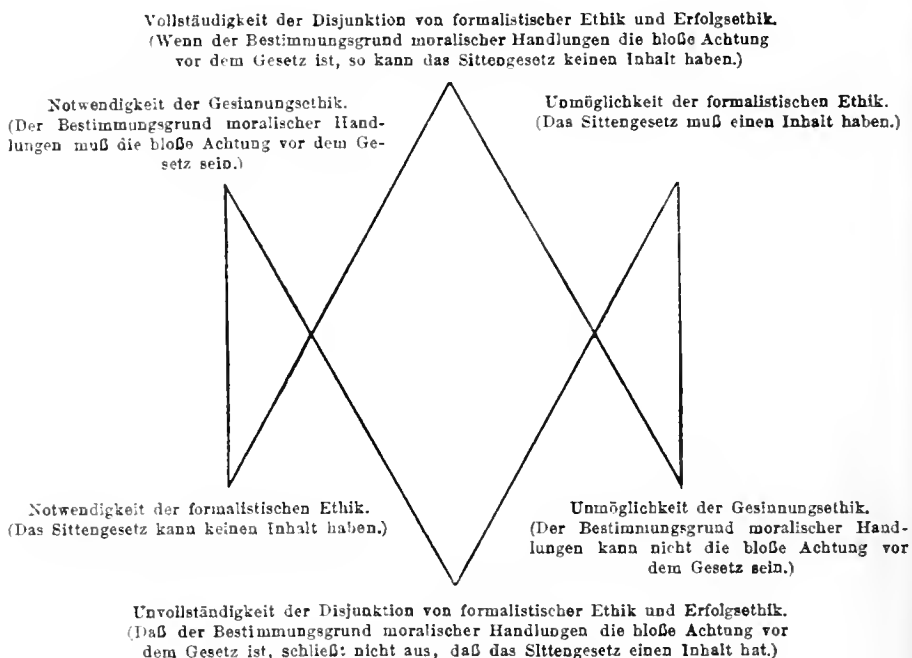 Vollstäudigkeit der Disjunktion von formalistischer Ethik und Erfolgsethik.
(Wenn der Bestimmungsgrund moralischer Handlungen die bloße Achtung
vor dem Gesetz ist, so kann das Sittengesetz keinen Inhalt haben.)
Notwendigkeit der Gesinnungsethik.
(Der Bestimmungsgrund moralischer Hand-
lungen muß die bloße Achtung vor dem Ge-
setz sein.)
Unmöglichkeit der formalistischen Ethik.
(Das Sittengesetz muß einen Inhalt haben.)
Notwendigkeit der formalistischen Ethik.
(Das Sittengesetz kann keinen Inhalt haben.)
Unmöglichkeit der Gesinnungsethik.
(Der Bestimmungsgrund moralischer Hand-
lungen kann nicht die bloße Achtung vor
dem Gesetz sein.)
Unvollständigkeit der Disjunktion von formalistischer Ethik und Erfolgsethik.
(Daß der Bestimmungsgrund moralischer Handlungen die bloße Achtung vor
dem Gesetz ist, schließt nicht aus, daß das Sittengesetz einen Inhalt hat.)